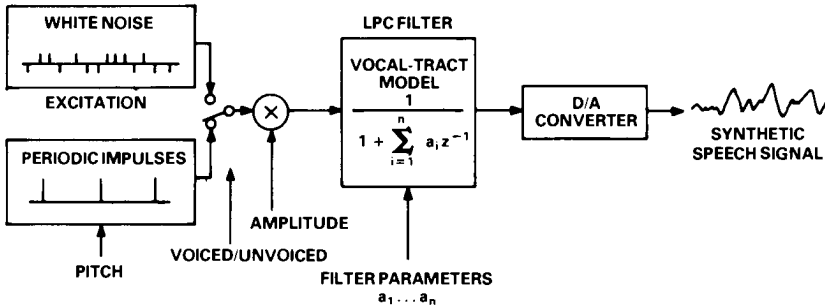 WHITE NOISE
EXCITATION
PERIODIC IMPULSES
PITCH
VOICED/UNVOICED
×
AMPLITUDE
LPC FILTER
VOCAL-TRACT
MODEL
1
1 + n ∑ i = 1 a i z −1
FILTER PARAMETERS
a1 ... an
D/A
CONVERTER
SYNTHETIC
SPEECH SIGNAL